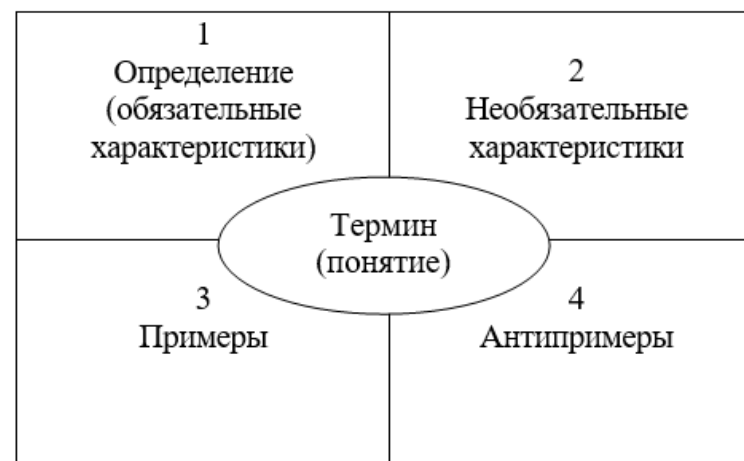 1
Определение
(обязательные
характеристики)
2
Необязательные
характеристики
Термин
(понятие)
3
Примеры
4
Антипримеры